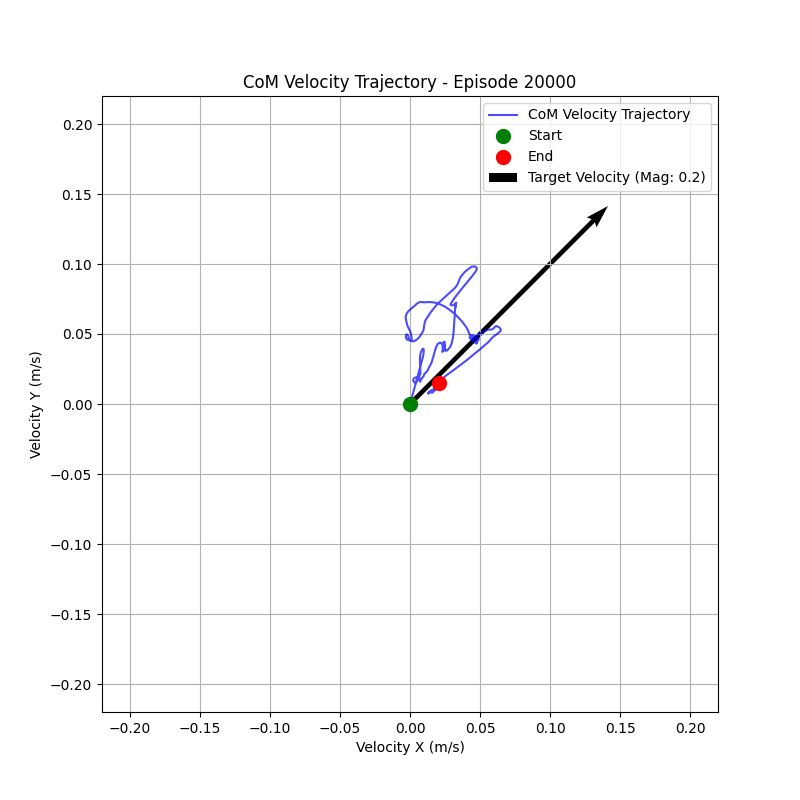 CoM Velocity Trajectory - Episode 20000
CoM Velocity Trajectory
Start
End
Target Velocity (Mag: 0.2)
0.20
0.15
0.10
0.05
0.00
−0.05
−0.10
−0.15
−0.20
Velocity Y (m/s)
−0.20 −0.15 −0.10 −0.05 0.00 0.05 0.10 0.15 0.20
Velocity X (m/s)